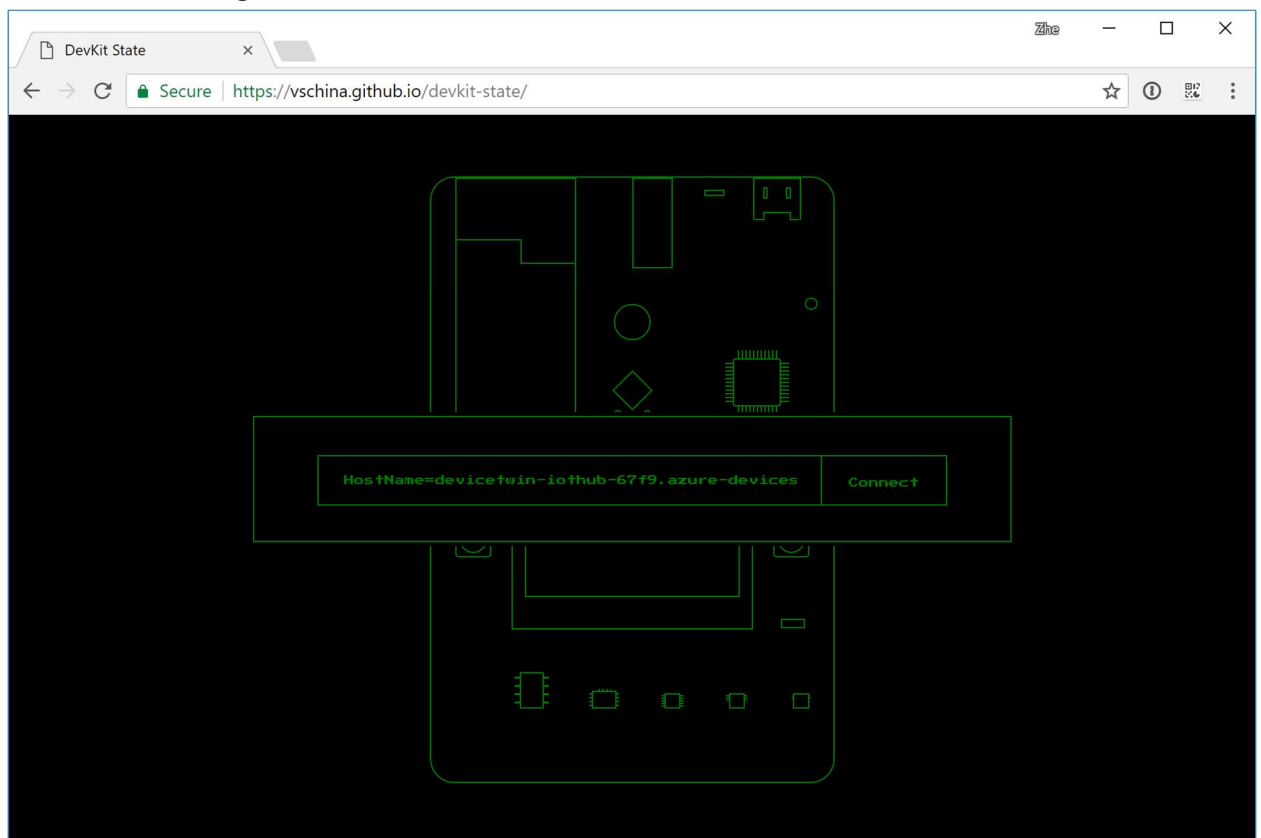 Zhe
DevKit State
Secure https://vschina.github.io/devkit-state/
HostName=devicetwin-iothub-67f9.azure-devices
Connect